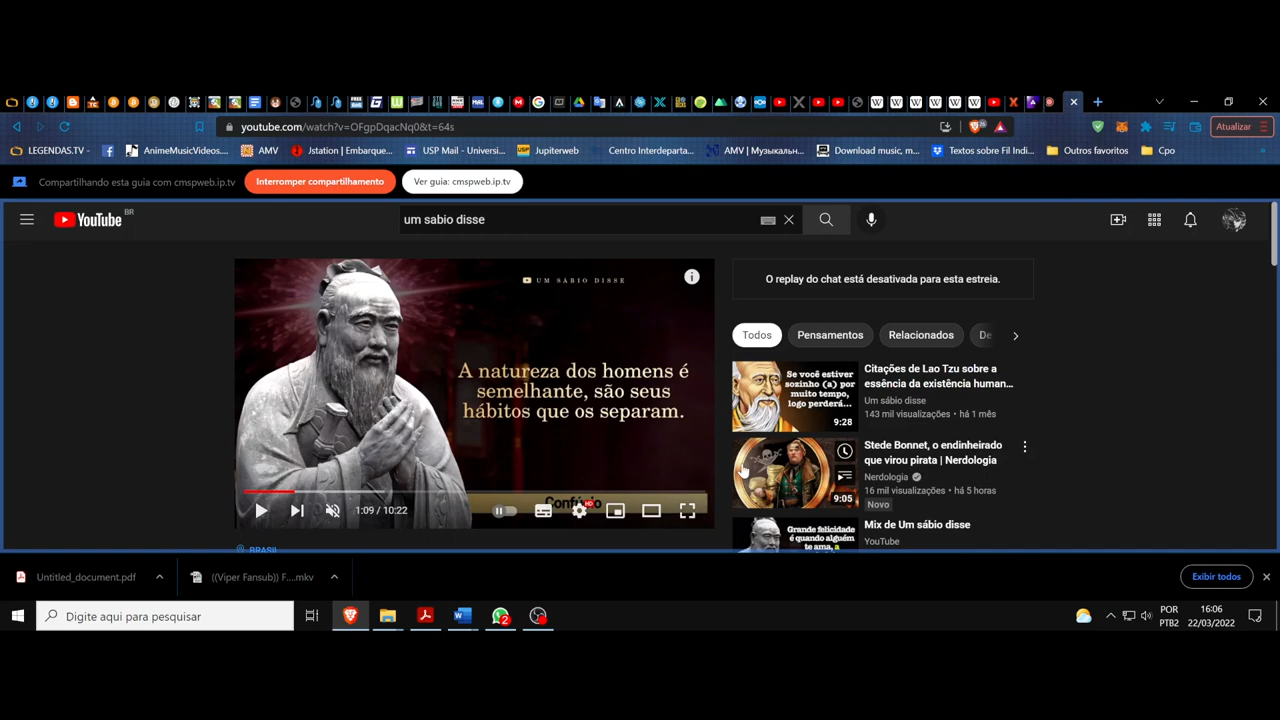 youtube.com/watch?v=OFgpDqacNq0&t=64s
Atualizar
LEGENDAS.TV -
AnimeMusicVideos...
AMV
Jstation | Embarque...
USP Mail - Universi...
Jupiterweb
Centro Interdeparta...
AMV | Музыкальн...
Download music, m...
Textos sobre Fil Indi...
Outros favoritos
Cpo
Compartilhando esta guia com cmspweb.ip.tv
Interromper compartilhamento
Ver guia: cmspweb.ip.tv
YouTube BR
um sabio disse
UM SÁBIO DISSE
A natureza dos homens é
semelhante, são seus
hábitos que os separam.
Confúcio
1:09 / 10:22
HD
BRASIL
O replay do chat está desativada para esta estreia.
Todos
Pensamentos
Relacionados
De
Se você estiver
sozinho (a) por
muito tempo,
logo perderá...
9:28
Citações de Lao Tzu sobre a
essência da existência human...
Um sábio disse
143 mil visualizações • há 1 mês
9:05
Stede Bonnet, o endinheirado
que virou pirata | Nerdologia
Nerdologia
16 mil visualizações • há 5 horas
Novo
Grande felicidade
é quando alguém
te ama, a
Mix de Um sábio disse
YouTube
Untitled_document.pdf
((Viper Fansub)) F....mkv
Exibir todos
Digite aqui para pesquisar
2
POR
PTB2
16:06
22/03/2022